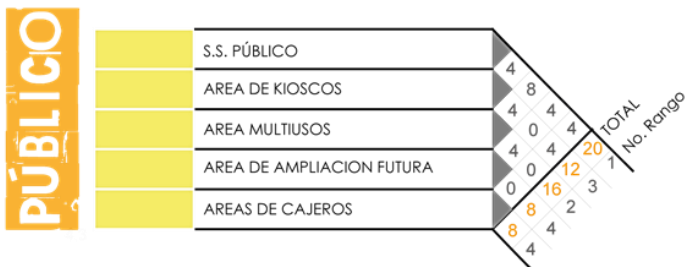 PÚBLICO
S.S. PÚBLICO
AREA DE KIOSCOS
AREA MULTIUSOS
AREA DE AMPLIACION FUTURA
AREAS DE CAJEROS
4
8
4 4
0 4
4 4
0
0
TOTAL
20
12
16
8
8
No. Rango
1
3
2
4
4